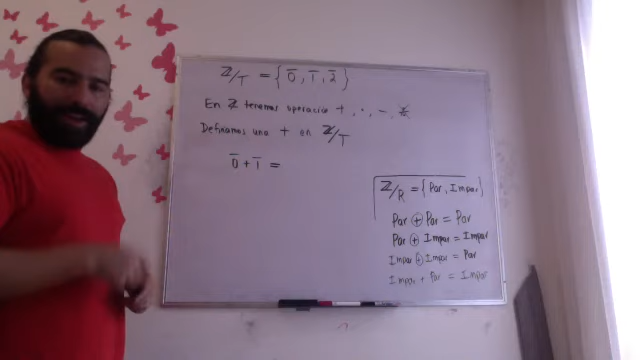 ℤ/T = { 0̅ , 1̅ , 2̅ }
En ℤ tenemos operación + , · , - ,
Definamos una + en ℤ/T
0̅ + 1̅ =
ℤ/R = { Par, Impar }
Par ⊕ Par = Par
Par ⊕ Impar = Impar
Impar ⊕ Impar = Par
Impar + Par = Impar